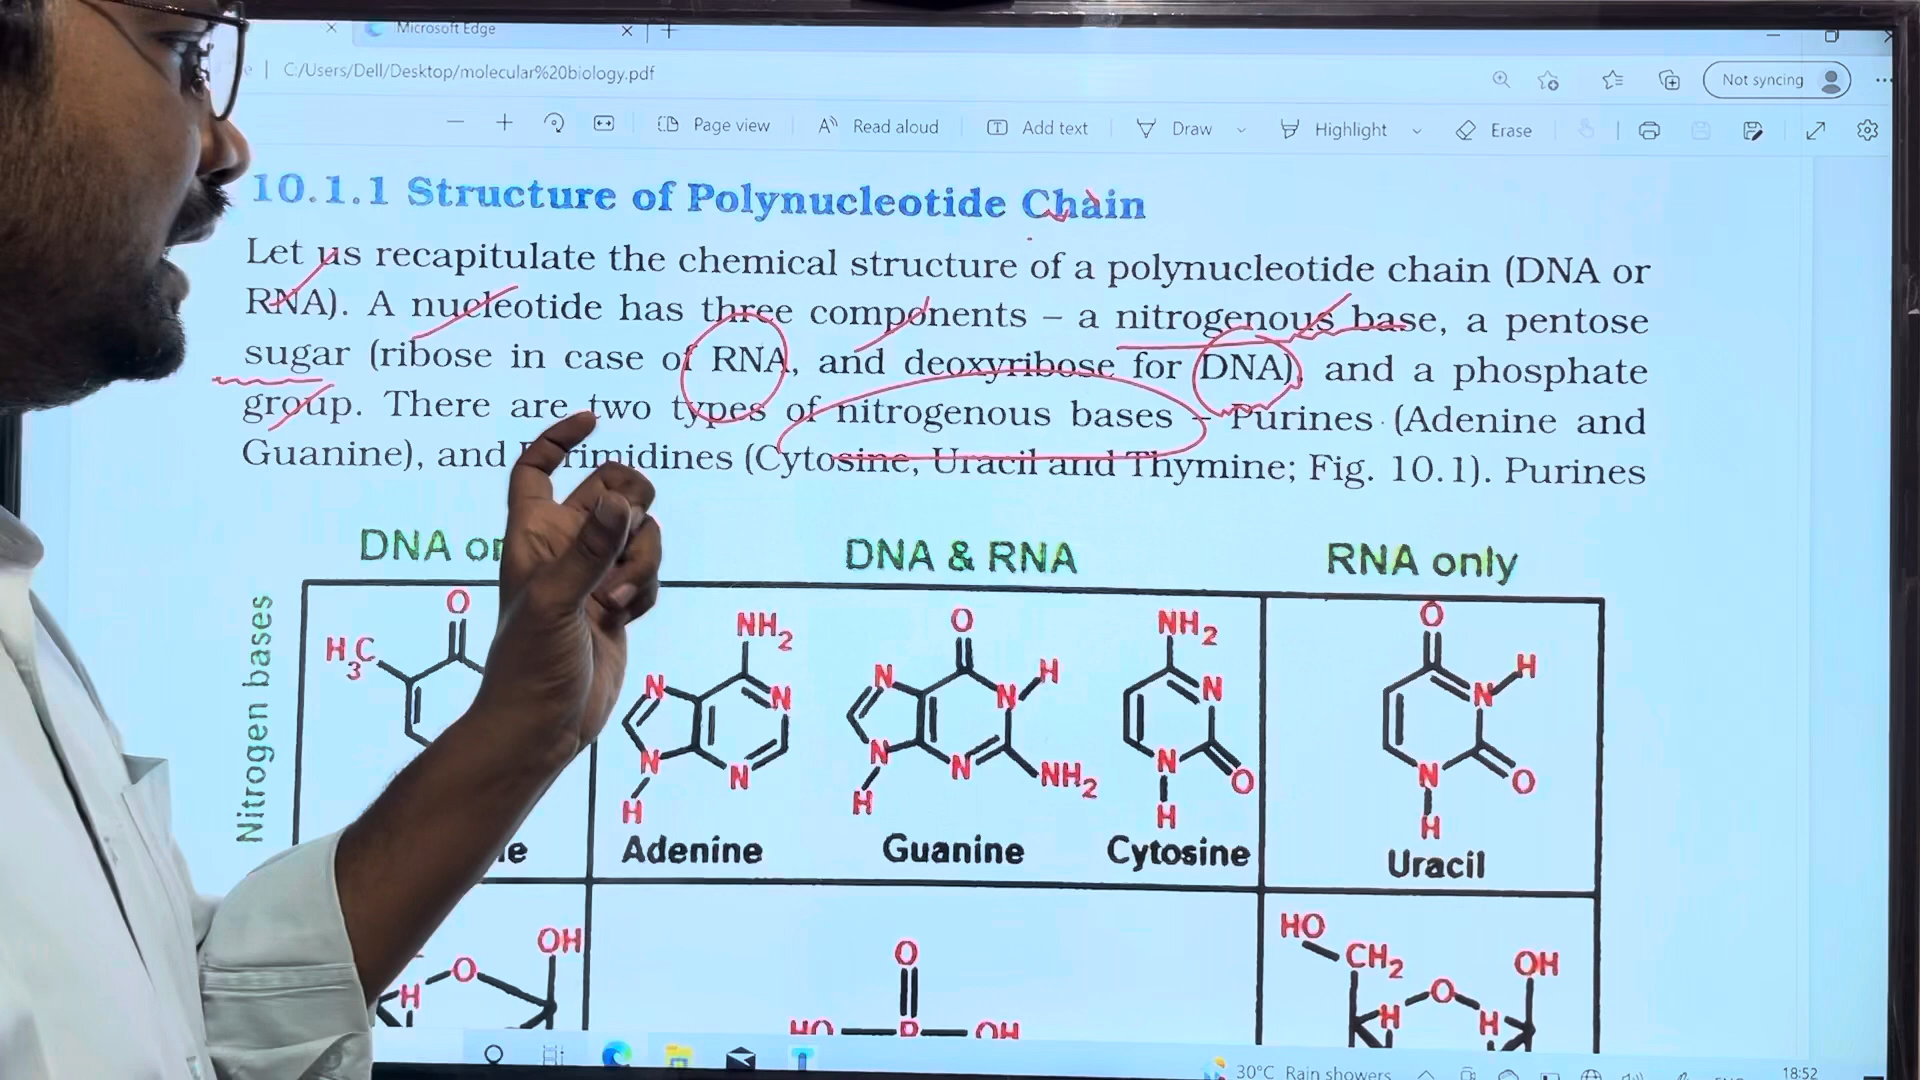 Microsoft Edge
C:/Users/Dell/Desktop/molecular%20biology.pdf
Not syncing
Page view
Read aloud
Add text
Draw
Highlight
Erase
10.1.1 Structure of Polynucleotide Chain
Let us recapitulate the chemical structure of a polynucleotide chain (DNA or
RNA). A nucleotide has three components – a nitrogenous base, a pentose
sugar (ribose in case of RNA, and deoxyribose for DNA), and a phosphate
group. There are two types of nitrogenous bases – Purines (Adenine and
Guanine), and rimidines (Cytosine, Uracil and Thymine; Fig. 10.1). Purines
DNA or
DNA & RNA
RNA only
Nitrogen bases
O
H3C
NH2
N
N
N
N
H
Adenine
O
N
N
H
N
N
H
NH2
Guanine
NH2
N
N
O
H
Cytosine
O
N
H
N
O
H
Uracil
OH
O
H
O
HO
P
OH
HO
CH2
O
OH
H
H
30°C Rain showers
18:52